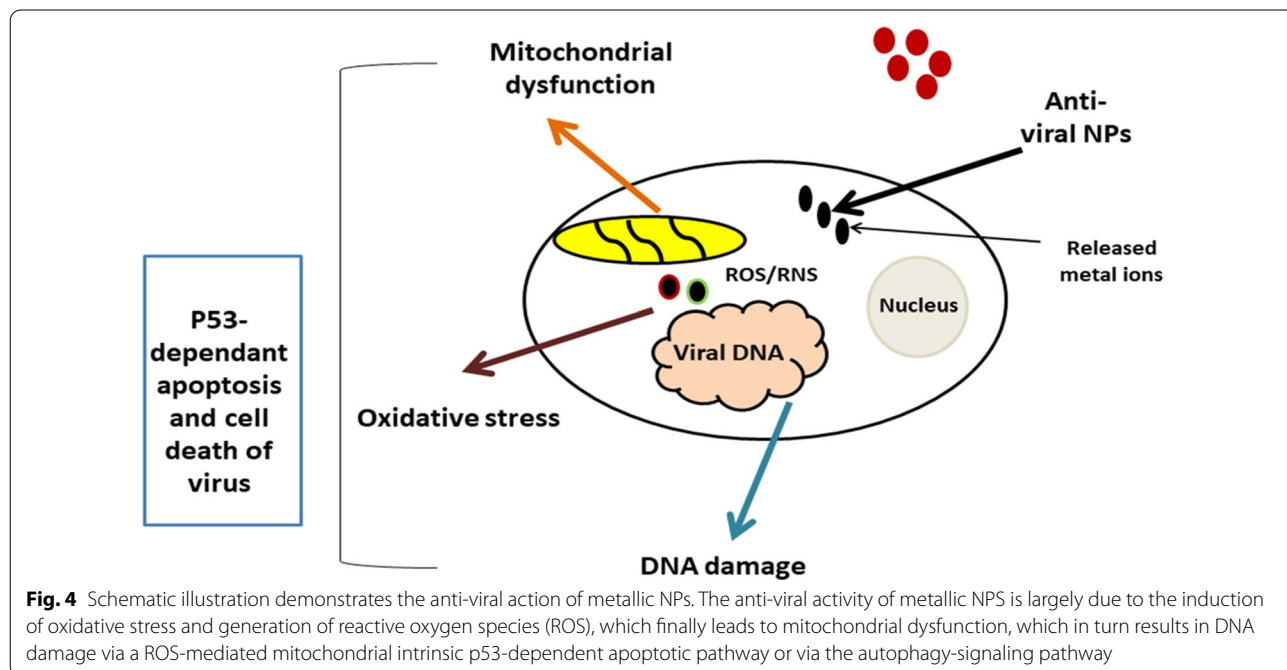 Mitochondrial
dysfunction
Anti-
viral NPs
Released
metal ions
ROS/RNS
Nucleus
P53-
dependant
apoptosis
and cell
death of
virus
Viral DNA
Oxidative stress
DNA damage
Fig. 4 Schematic illustration demonstrates the anti-viral action of metallic NPs. The anti-viral activity of metallic NPS is largely due to the induction
of oxidative stress and generation of reactive oxygen species (ROS), which finally leads to mitochondrial dysfunction, which in turn results in DNA
damage via a ROS-mediated mitochondrial intrinsic p53-dependent apoptotic pathway or via the autophagy-signaling pathway